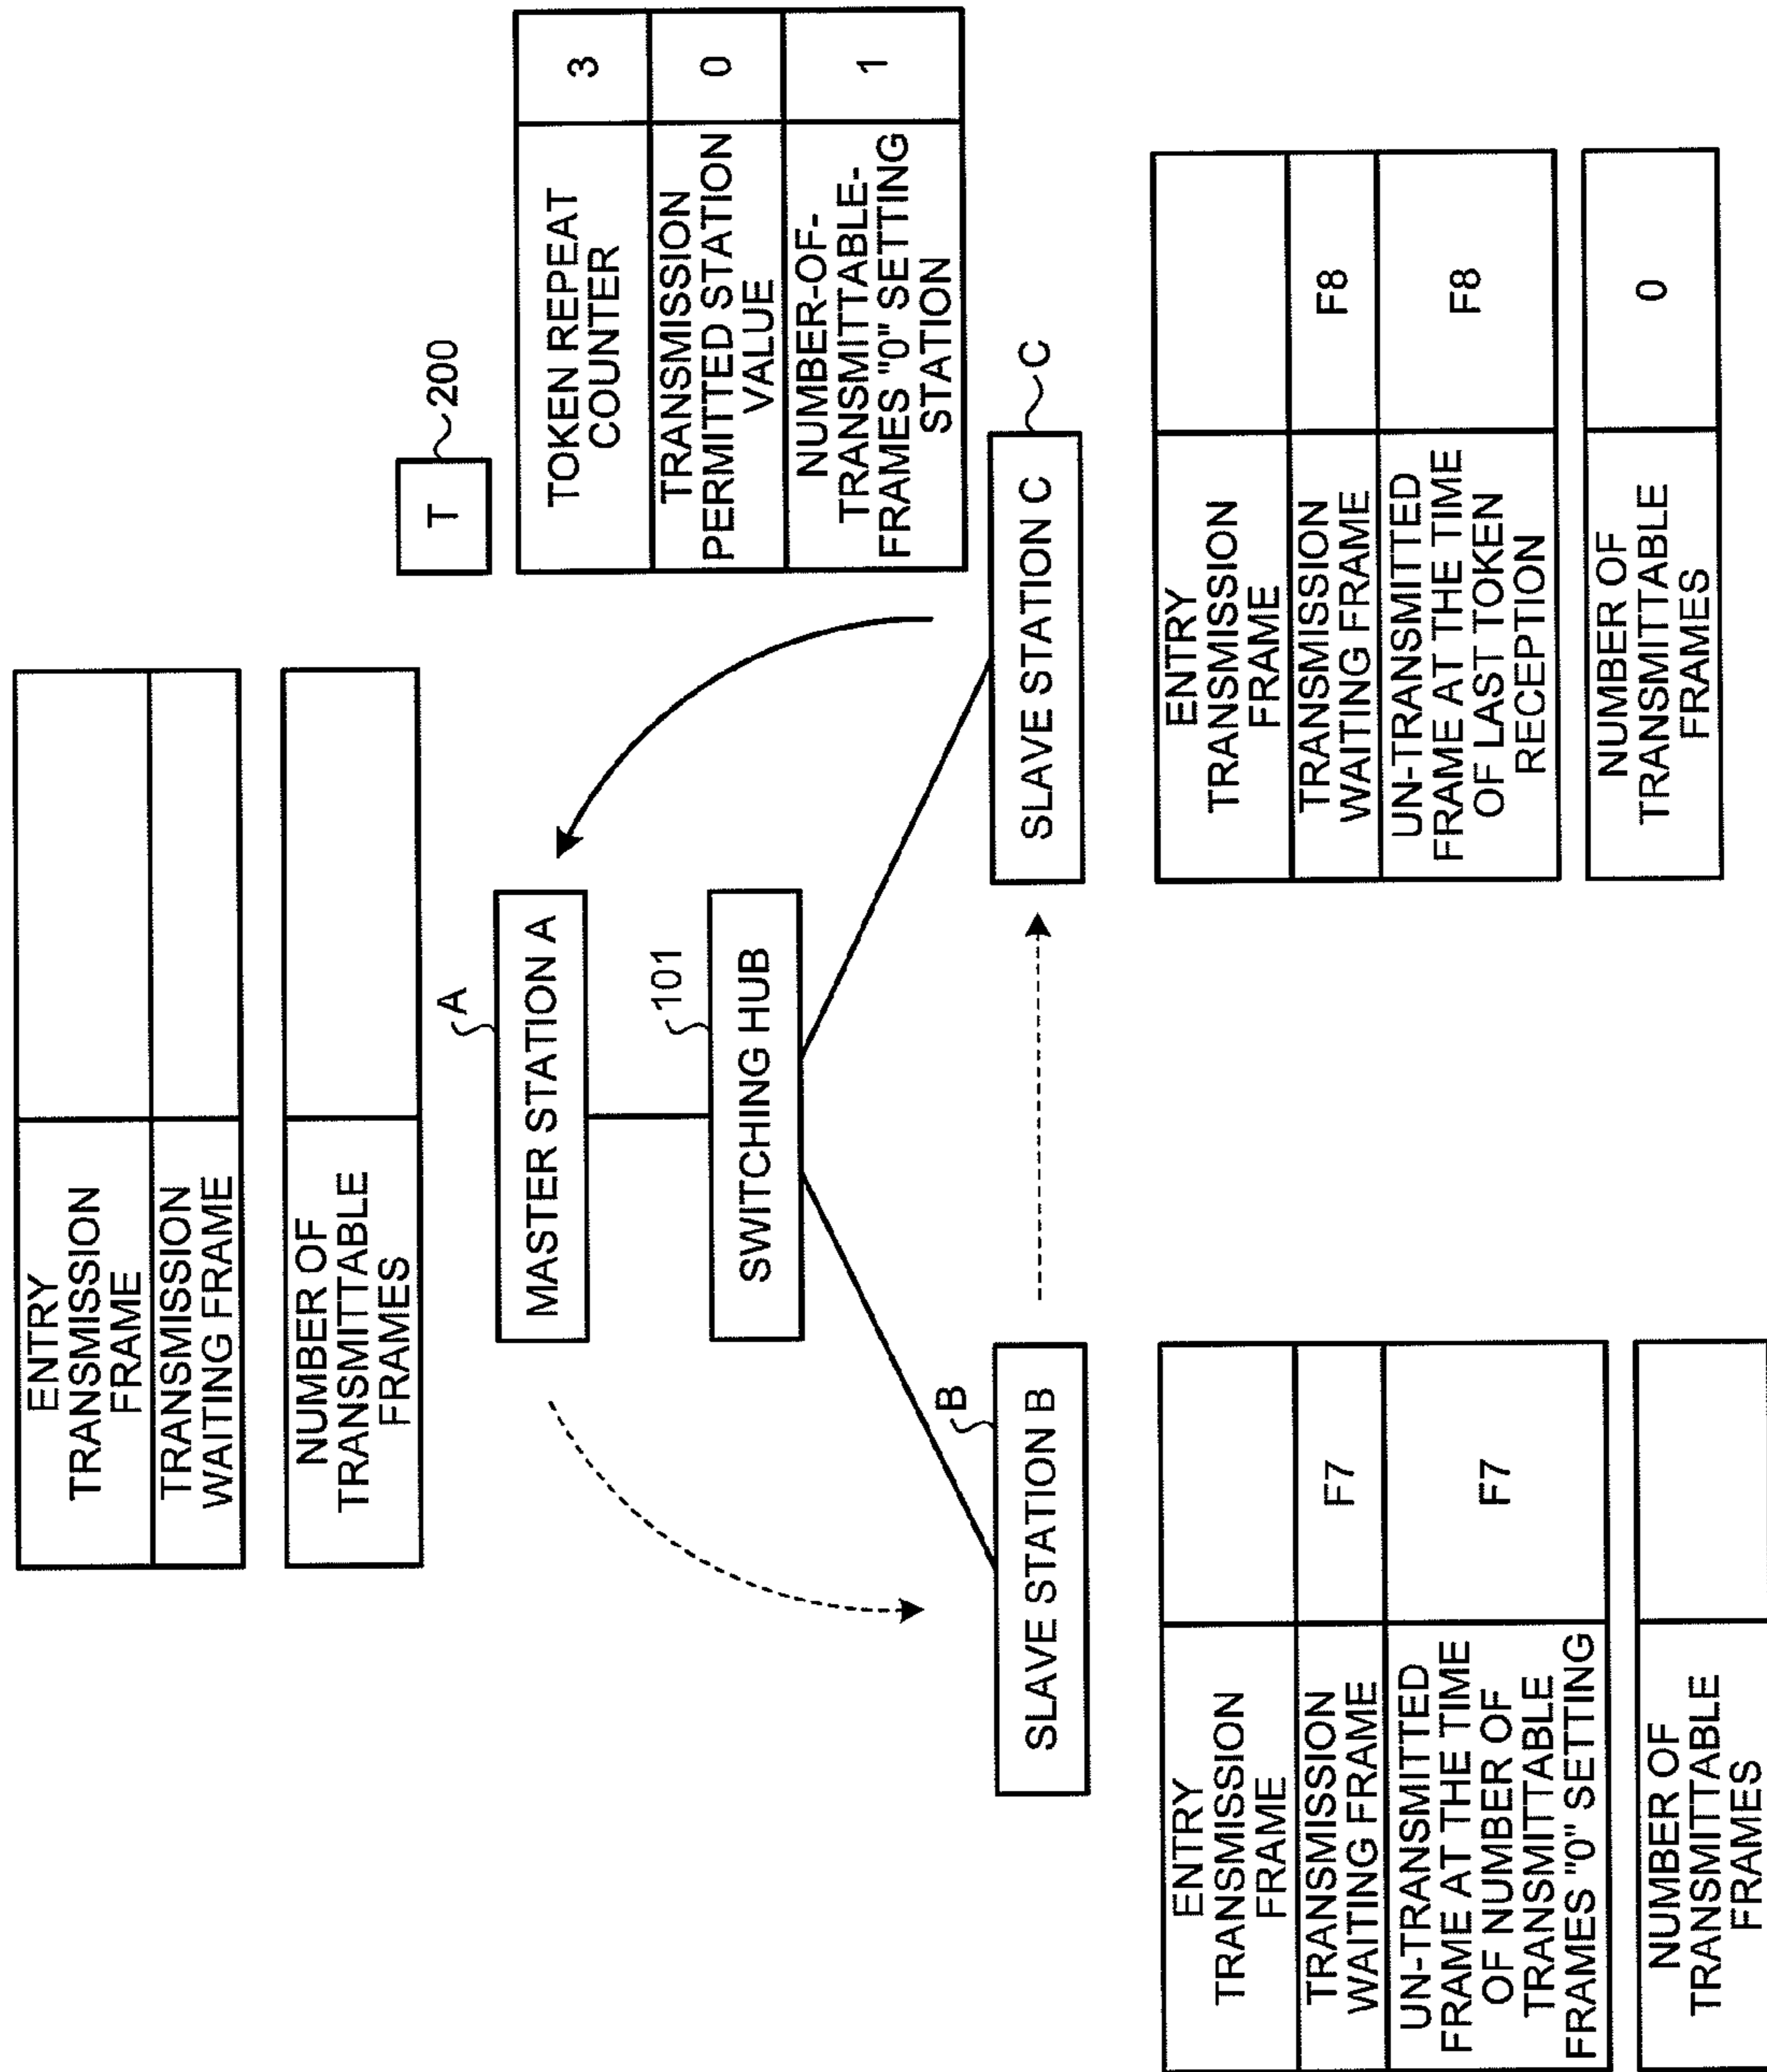 ENTRY
TRANSMISSION
FRAME
TRANSMISSION
WAITING FRAME
NUMBER OF
TRANSMITTABLE
FRAMES
A
MASTER STATION A
101
SWITCHING HUB
T
200
TOKEN REPEAT
COUNTER
3
TRANSMISSION
PERMITTED STATION
VALUE
0
NUMBER-OF-
TRANSMITTABLE-
FRAMES "0" SETTING
STATION
1
B
SLAVE STATION B
ENTRY
TRANSMISSION
FRAME
TRANSMISSION
WAITING FRAME
F7
UN-TRANSMITTED
FRAME AT THE TIME
OF NUMBER OF
TRANSMITTABLE
FRAMES "0" SETTING
F7
NUMBER OF
TRANSMITTABLE
FRAMES
SLAVE STATION C
C
ENTRY
TRANSMISSION
FRAME
TRANSMISSION
WAITING FRAME
F8
UN-TRANSMITTED
FRAME AT THE TIME
OF LAST TOKEN
RECEPTION
F8
NUMBER OF
TRANSMITTABLE
FRAMES
0